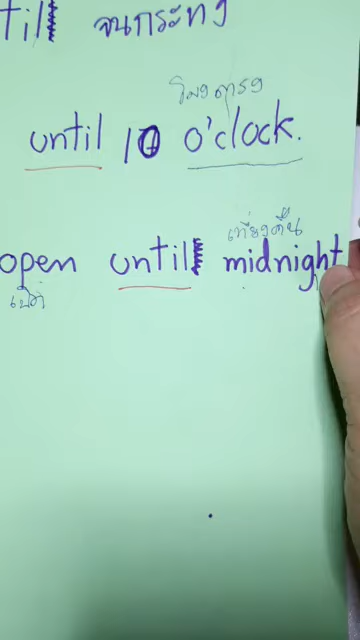 til จนกระทง
โมงตรง
until 10 o'clock.
เที่ยงคืน
open until midnight
เปิด